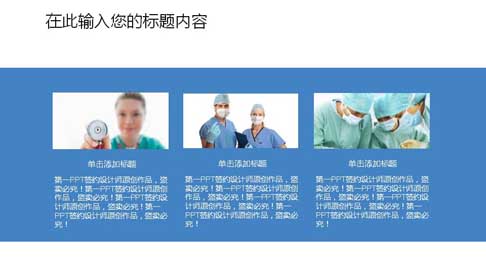 在此输入您的标题内容
单击添加标题
第一PPT签约设计师原创作品，盗
卖必究！第一PPT签约设计师原创
作品，盗卖必究！第一PPT签约设
计师原创作品，盗卖必究！第一
PPT签约设计师原创作品，盗卖必
究！
单击添加标题
第一PPT签约设计师原创作品，盗
卖必究！第一PPT签约设计师原创
作品，盗卖必究！第一PPT签约设
计师原创作品，盗卖必究！第一
PPT签约设计师原创作品，盗卖必
究！
单击添加标题
第一PPT签约设计师原创作品，盗
卖必究！第一PPT签约设计师原创
作品，盗卖必究！第一PPT签约设
计师原创作品，盗卖必究！第一
PPT签约设计师原创作品，盗卖必
究！